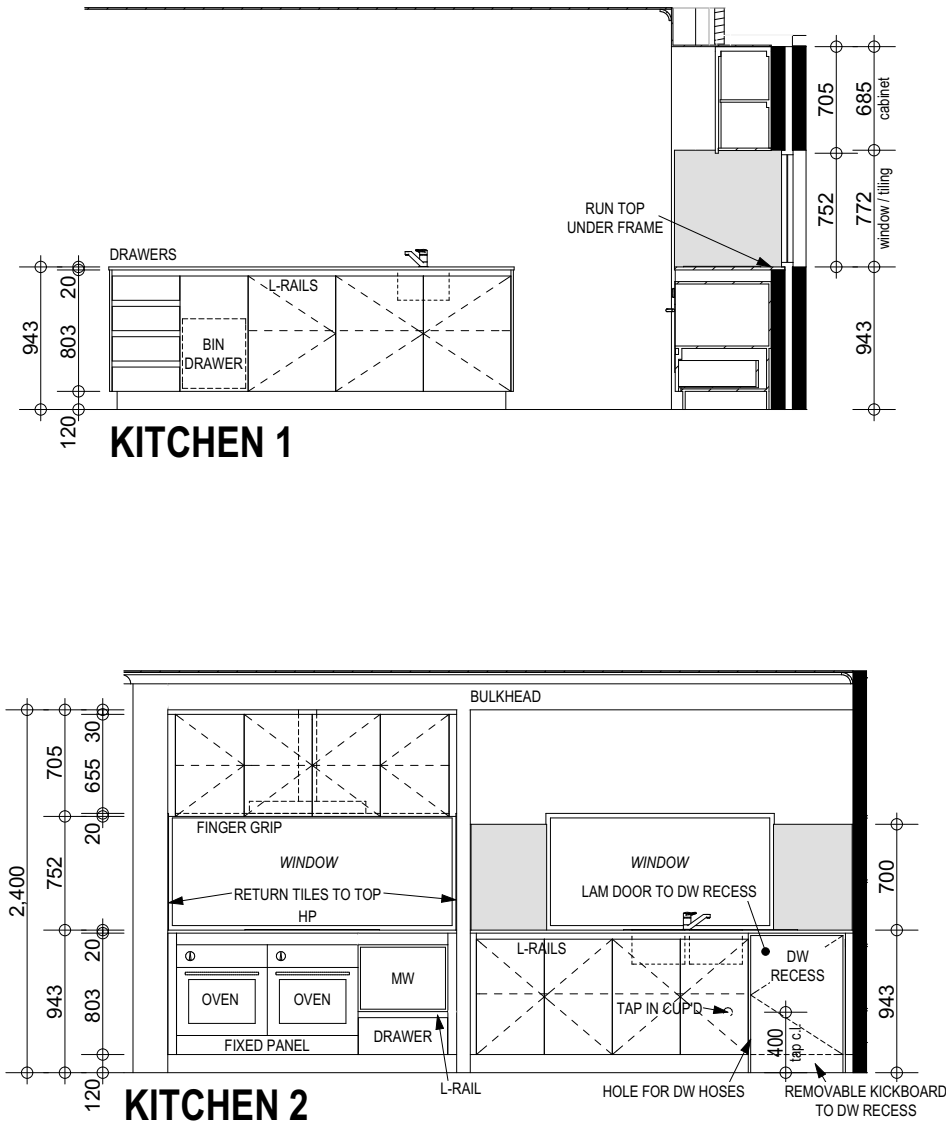 705
685
cabinet
752
772
window / tiling
943
RUN TOP
UNDER FRAME
DRAWERS
L-RAILS
BIN
DRAWER
943
20
803
120
KITCHEN 1
BULKHEAD
2,400
705
752
943
30
655
20
20
803
120
FINGER GRIP
WINDOW
RETURN TILES TO TOP
HP
WINDOW
LAM DOOR TO DW RECESS
700
943
OVEN
OVEN
MW
FIXED PANEL
DRAWER
L-RAIL
L-RAILS
TAP IN CUP'D
DW
RECESS
400
tap c.l.
HOLE FOR DW HOSES
REMOVABLE KICKBOARD
TO DW RECESS
KITCHEN 2